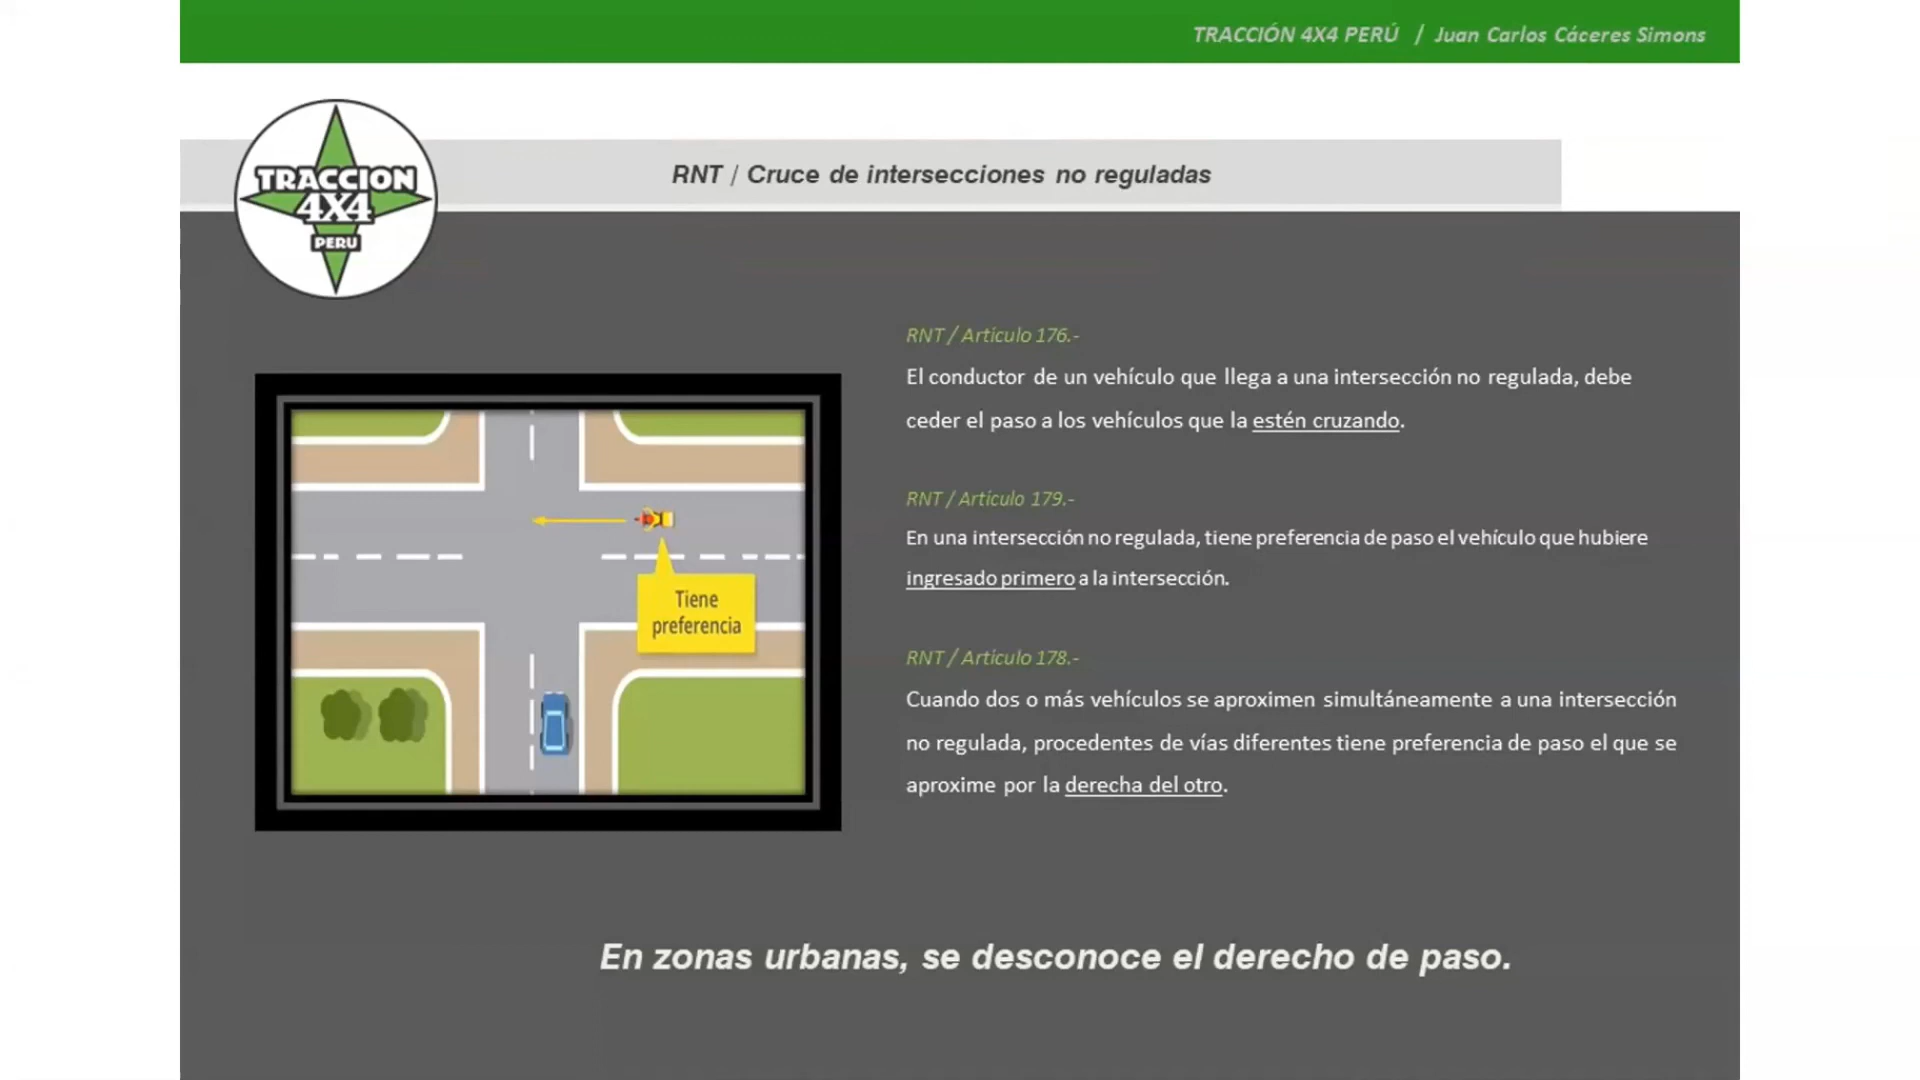 TRACCIÓN 4X4 PERÚ / Juan Carlos Cáceres Simons
TRACCION
4X4
PERU
RNT / Cruce de intersecciones no reguladas
RNT / Artículo 176.-
El conductor de un vehículo que llega a una intersección no regulada, debe
ceder el paso a los vehículos que la estén cruzando.
RNT / Artículo 179.-
En una intersección no regulada, tiene preferencia de paso el vehículo que hubiere
ingresado primero a la intersección.
RNT / Artículo 178.-
Cuando dos o más vehículos se aproximen simultáneamente a una intersección
no regulada, procedentes de vías diferentes tiene preferencia de paso el que se
aproxime por la derecha del otro.
Tiene
preferencia
En zonas urbanas, se desconoce el derecho de paso.